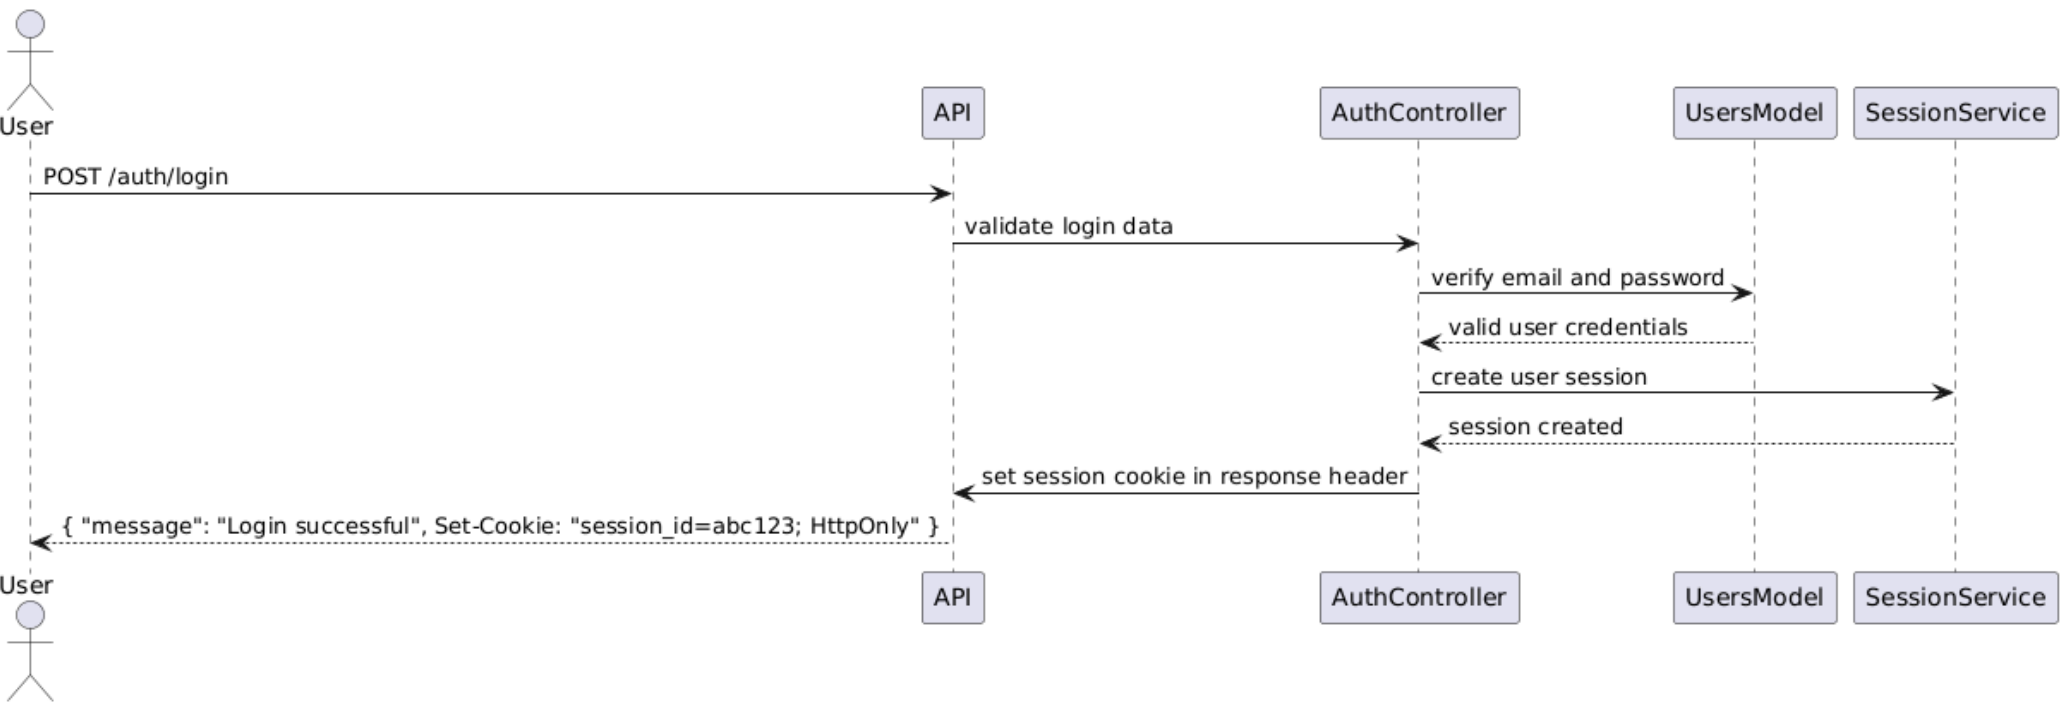 User
API
AuthController
UsersModel
SessionService
POST /auth/login
validate login data
verify email and password
valid user credentials
create user session
session created
set session cookie in response header
{ "message": "Login successful", Set-Cookie: "session_id=abc123; HttpOnly" }
User
API
AuthController
UsersModel
SessionService